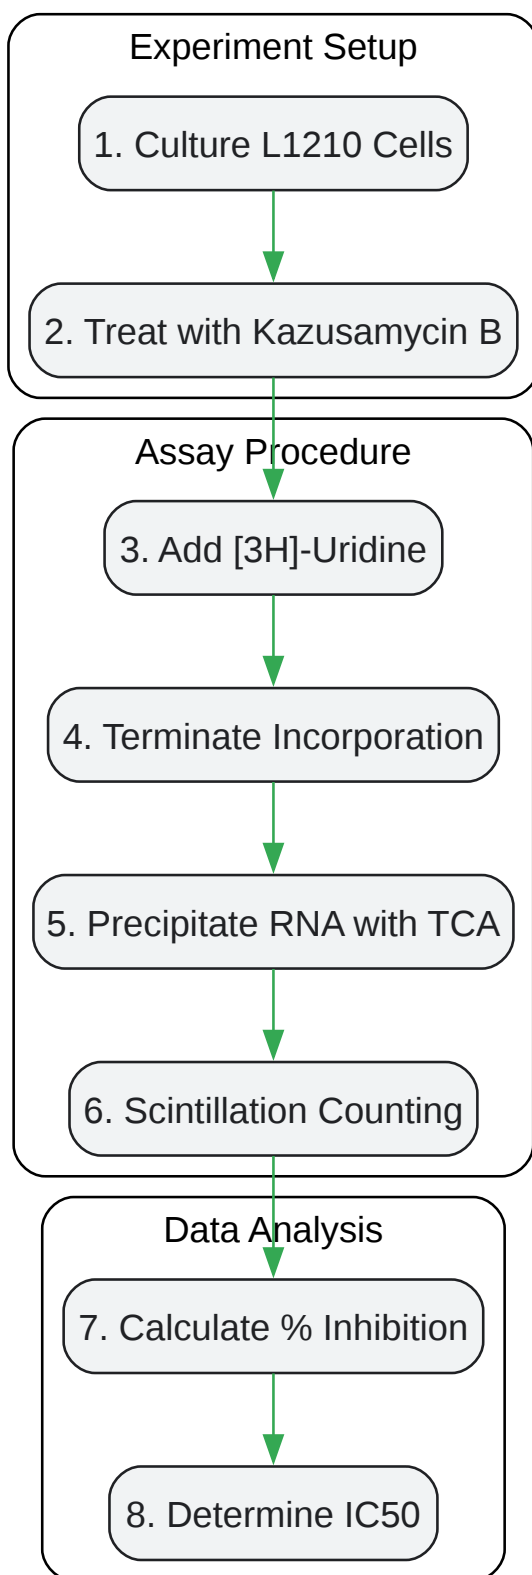 Experiment Setup
1. Culture L1210 Cells
2. Treat with Kazusamycin B
Assay Procedure
3. Add [3H]-Uridine
4. Terminate Incorporation
5. Precipitate RNA with TCA
6. Scintillation Counting
Data Analysis
7. Calculate % Inhibition
8. Determine IC50